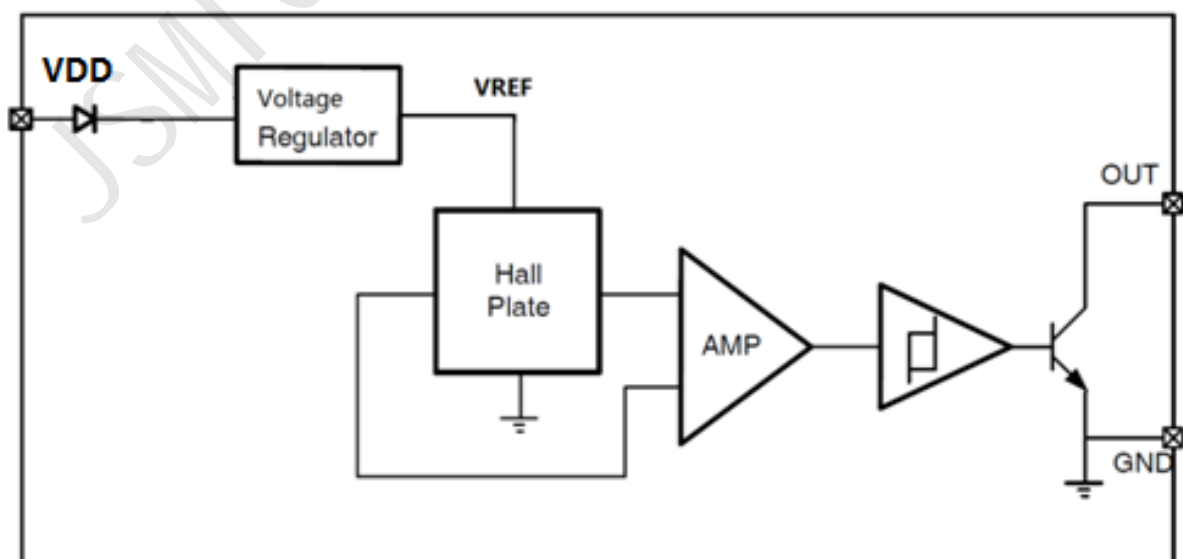 VDD
Voltage
Regulator
VREF
Hall
Plate
AMP
OUT
GND